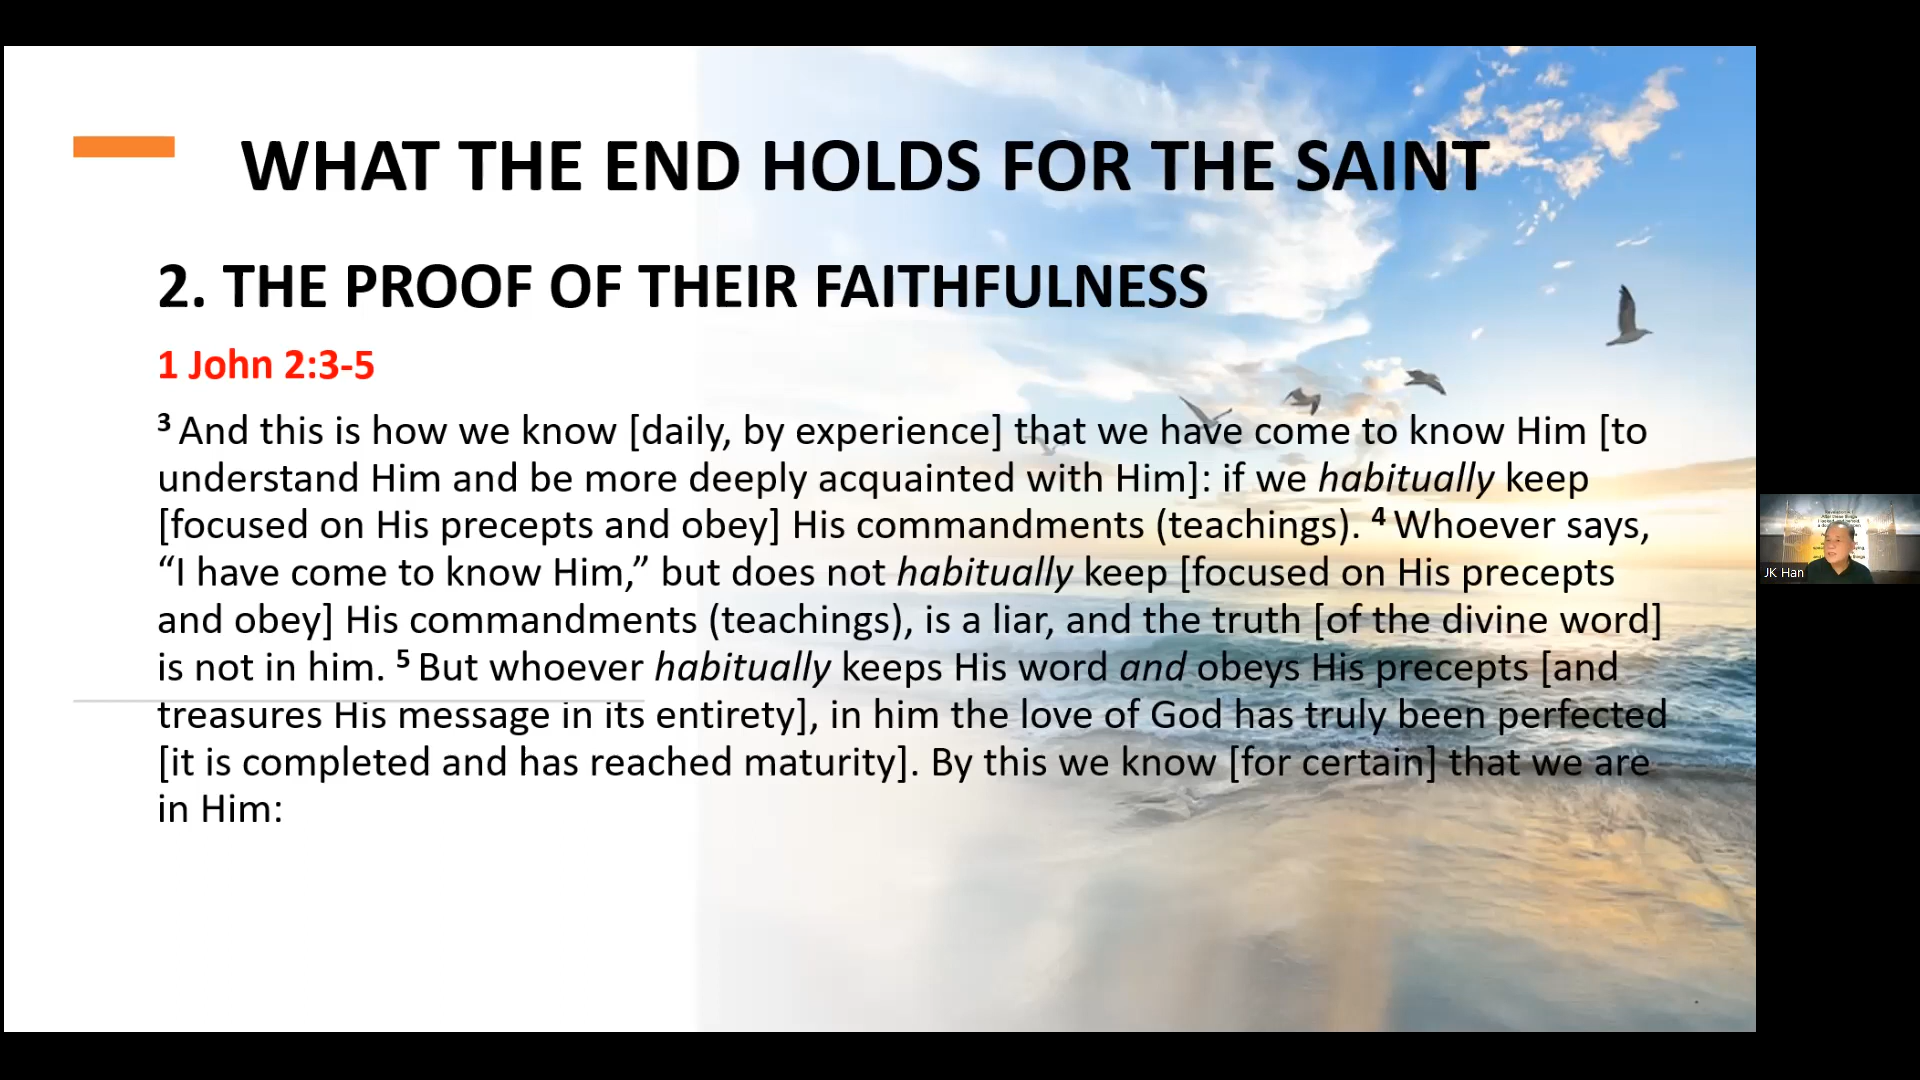 WHAT THE END HOLDS FOR THE SAINT
2. THE PROOF OF THEIR FAITHFULNESS
1 John 2:3-5
³ And this is how we know [daily, by experience] that we have come to know Him [to
understand Him and be more deeply acquainted with Him]: if we habitually keep
[focused on His precepts and obey] His commandments (teachings). ⁴ Whoever says,
“I have come to know Him,” but does not habitually keep [focused on His precepts
and obey] His commandments (teachings), is a liar, and the truth [of the divine word]
is not in him. ⁵ But whoever habitually keeps His word and obeys His precepts [and
treasures His message in its entirety], in him the love of God has truly been perfected
[it is completed and has reached maturity]. By this we know [for certain] that we are
in Him:
JK Han